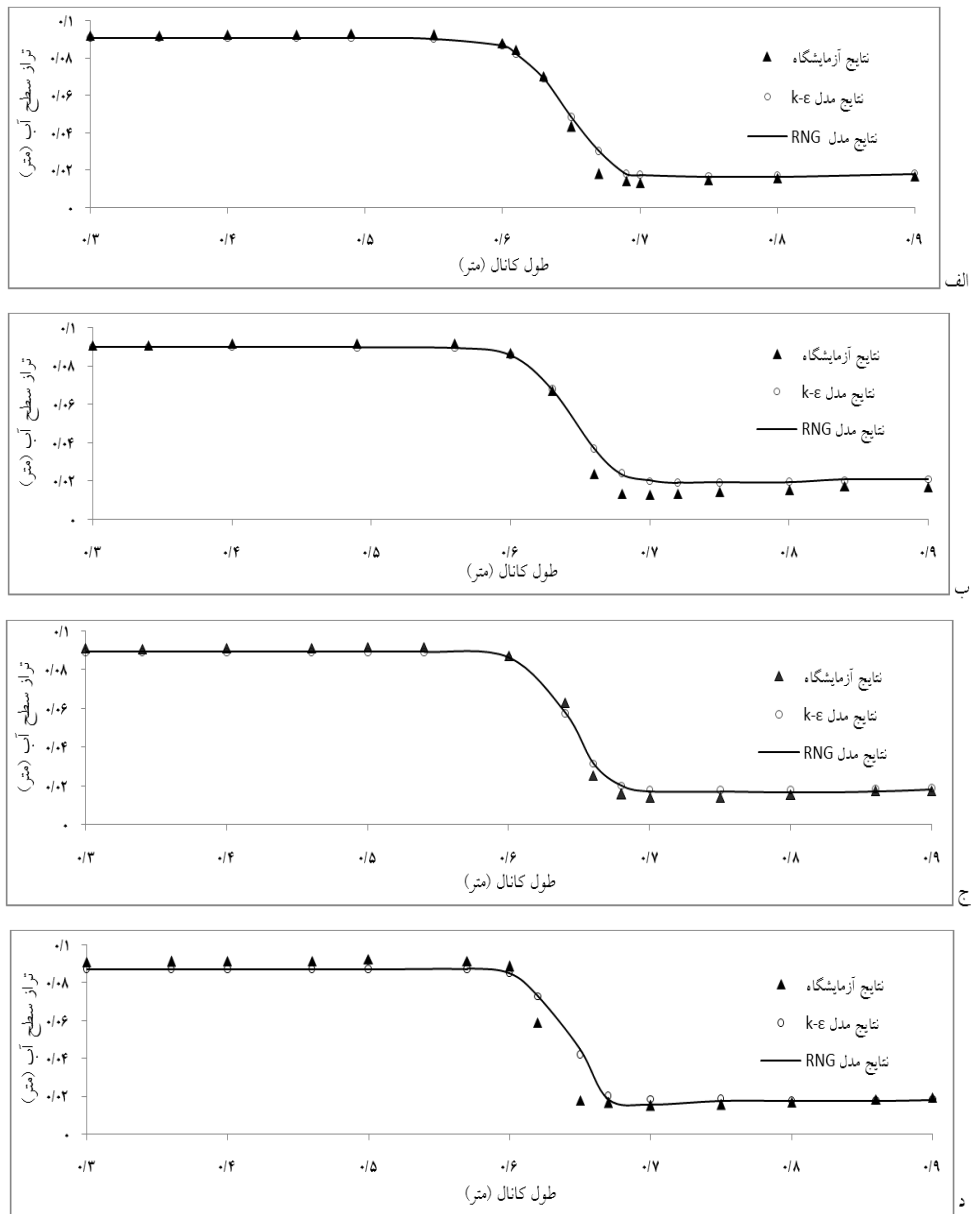 ۰/۱
۰/۰۸
۰/۰۶
۰/۰۴
۰/۰۲
۰
تراز سطح آب (متر)
نتایج آزمایشگاه
نتایج مدل k-ε
نتایج مدل RNG
۰/۳ ۰/۴ ۰/۵ ۰/۶ ۰/۷ ۰/۸ ۰/۹
طول کانال (متر)
الف
۰/۱
۰/۰۸
۰/۰۶
۰/۰۴
۰/۰۲
۰
تراز سطح آب (متر)
نتایج آزمایشگاه
نتایج مدل k-ε
نتایج مدل RNG
۰/۳ ۰/۴ ۰/۵ ۰/۶ ۰/۷ ۰/۸ ۰/۹
طول کانال (متر)
ب
۰/۱
۰/۰۸
۰/۰۶
۰/۰۴
۰/۰۲
۰
تراز سطح آب (متر)
نتایج آزمایشگاه
نتایج مدل k-ε
نتایج مدل RNG
۰/۳ ۰/۴ ۰/۵ ۰/۶ ۰/۷ ۰/۸ ۰/۹
طول کانال (متر)
ج
۰/۱
۰/۰۸
۰/۰۶
۰/۰۴
۰/۰۲
۰
تراز سطح آب (متر)
نتایج آزمایشگاه
نتایج مدل k-ε
نتایج مدل RNG
۰/۳ ۰/۴ ۰/۵ ۰/۶ ۰/۷ ۰/۸ ۰/۹
طول کانال (متر)
د